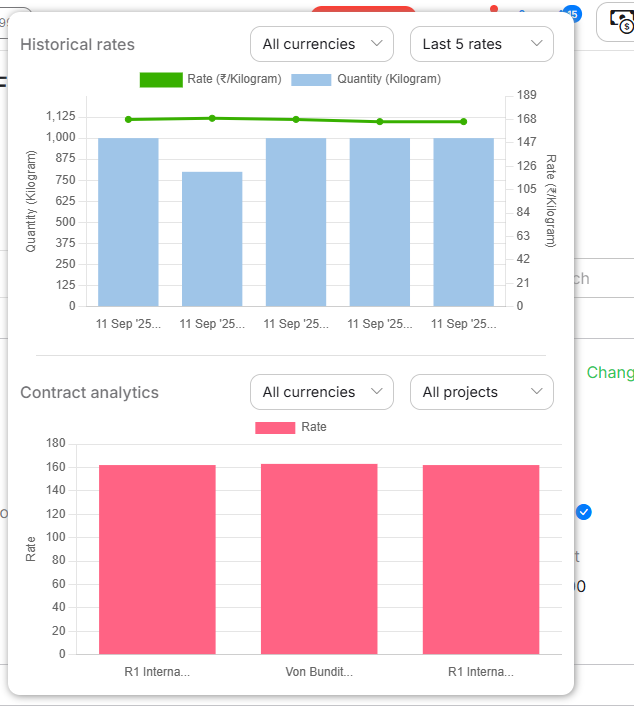 15
Historical rates
All currencies
Last 5 rates
Rate (₹/Kilogram)
Quantity (Kilogram)
Quantity (Kilogram)
1,125
1,000
875
750
625
500
375
250
125
0
189
168
147
126
105
84
63
42
21
0
Rate (₹/Kilogram)
11 Sep '25...
11 Sep '25...
11 Sep '25...
11 Sep '25...
11 Sep '25...
Contract analytics
All currencies
All projects
Rate
Rate
180
160
140
120
100
80
60
40
20
0
R1 Interna...
Von Bundit...
R1 Interna...
ch
Chang